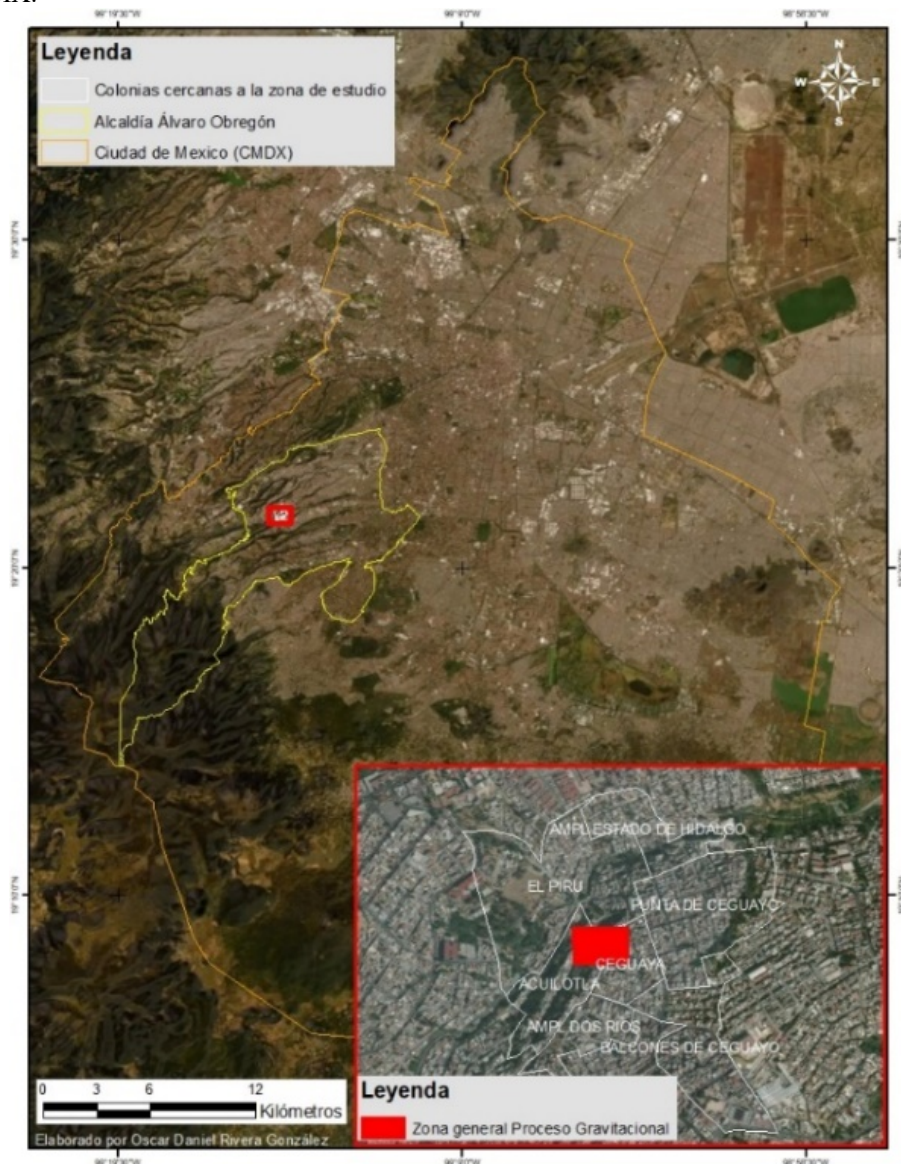 Leyenda
Colonias cercanas a la zona de estudio
Alcaldía Álvaro Obregón
Ciudad de Mexico (CMDX)
N
W E
S
AMPL ESTADO DE HIDALGO
EL PIRU
PUNTA DE CEGUAYO
CEGUAYA
ACUILOTLA
AMPL DOS RIOS
BALCONES DE CEGUAYO
0 3 6 12
Kilómetros
Elaborado por Oscar Daniel Rivera González
Leyenda
Zona general Proceso Gravitacional